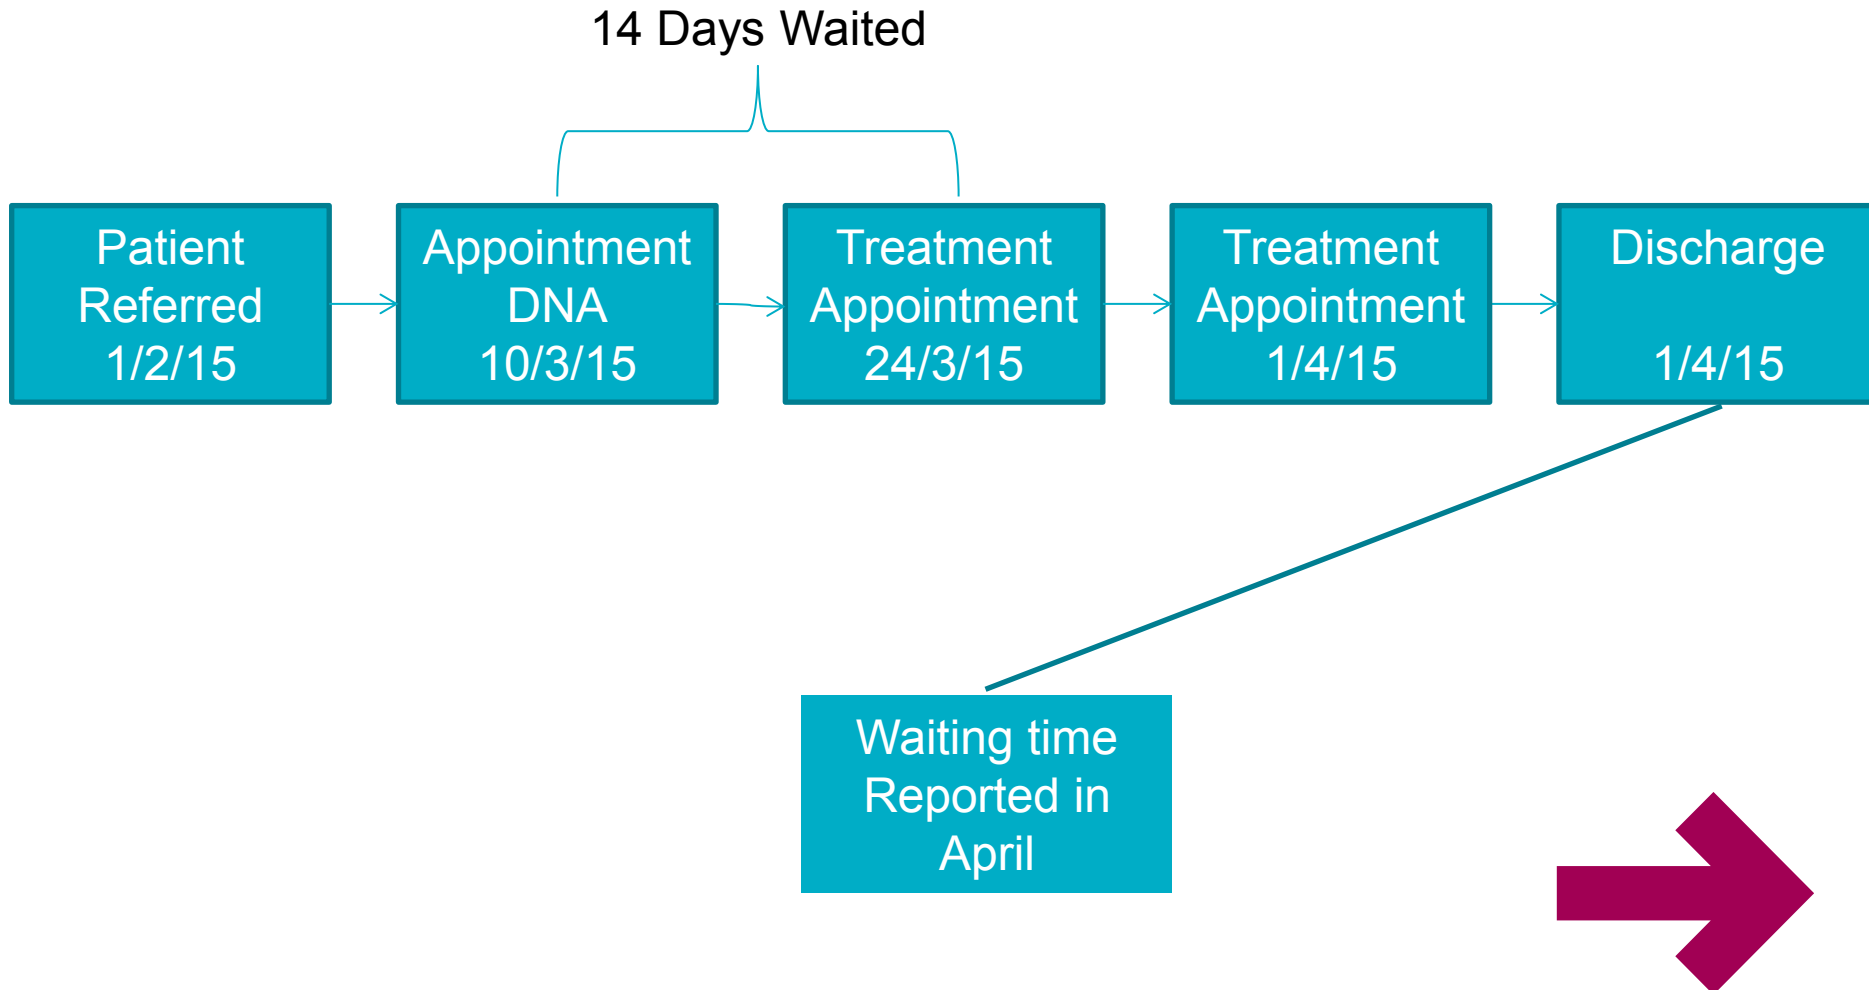 14 Days Waited
Patient
Referred
1/2/15
Appointment
DNA
10/3/15
Treatment
Appointment
24/3/15
Treatment
Appointment
1/4/15
Discharge
1/4/15
Waiting time
Reported in
April